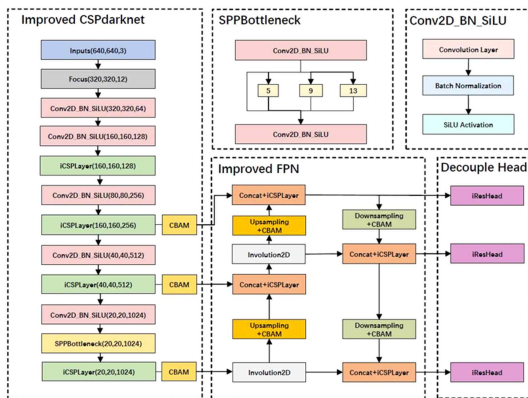 Improved CSPdarknet
Inputs(640,640,3)
Focus(320,320,12)
Conv2D_BN_SiLU(320,320,64)
Conv2D_BN_SiLU(160,160,128)
iCSPLayer(160,160,128)
Conv2D_BN_SiLU(80,80,256)
iCSPLayer(160,160,256)
CBAM
Conv2D_BN_SiLU(40,40,512)
iCSPLayer(40,40,512)
CBAM
Conv2D_BN_SiLU(20,20,1024)
SPPBottleneck(20,20,1024)
iCSPLayer(20,20,1024)
CBAM
SPPBottleneck
Conv2D_BN_SiLU
5
9
13
Conv2D_BN_SiLU
Conv2D_BN_SiLU
Convolution Layer
Batch Normalization
SiLU Activation
Improved FPN
Concat+iCSPLayer
Upsampling
+CBAM
Involution2D
Concat+iCSPLayer
Upsampling
+CBAM
Involution2D
Downsampling
+CBAM
Concat+iCSPLayer
Downsampling
+CBAM
Concat+iCSPLayer
Decouple Head
iResHead
iResHead
iResHead